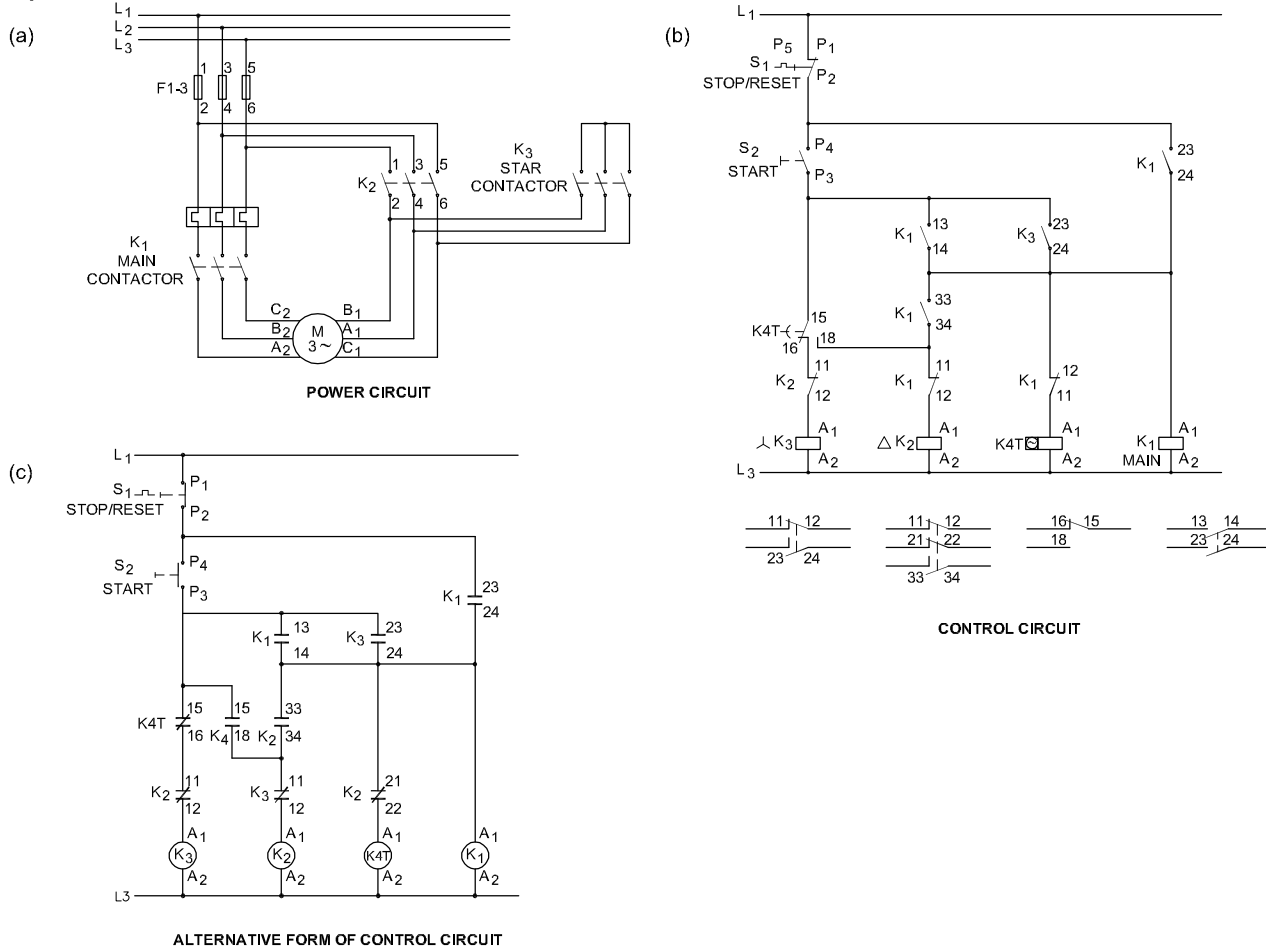 (a)
L1
L2
L3
1 3 5
F1-3
2 4 6
1 3 5
K2
2 4 6
K3
STAR
CONTACTOR
K1
MAIN
CONTACTOR
C2 B1
B2 A1
A2 C1
M
3~
POWER CIRCUIT
(b)
L1
P5 P1
S1
P2
STOP/RESET
S2 P4
START P3
K1 23
24
K1 13
14
K3 23
24
K1 33
34
K4T 15
16 18
K2 11
12
K1 11
12
K1 12
11
K3 A1
A2
△ K2 A1
A2
K4T A1
A2
K1 A1
MAIN A2
L3
11 12
23 24
11 12
21 22
33 34
16 15
18
13 14
23 24
CONTROL CIRCUIT
(c)
L1
S1 P1
STOP/RESET P2
S2 P4
START P3
K1 23
24
K1 13
14
K3 23
24
K4T 15
16
15
K4 18
33
K2 34
K2 11
12
K3 11
12
K2 21
22
A1 A1 A1 A1
K3 K2 K4T K1
A2 A2 A2 A2
L3
ALTERNATIVE FORM OF CONTROL CIRCUIT